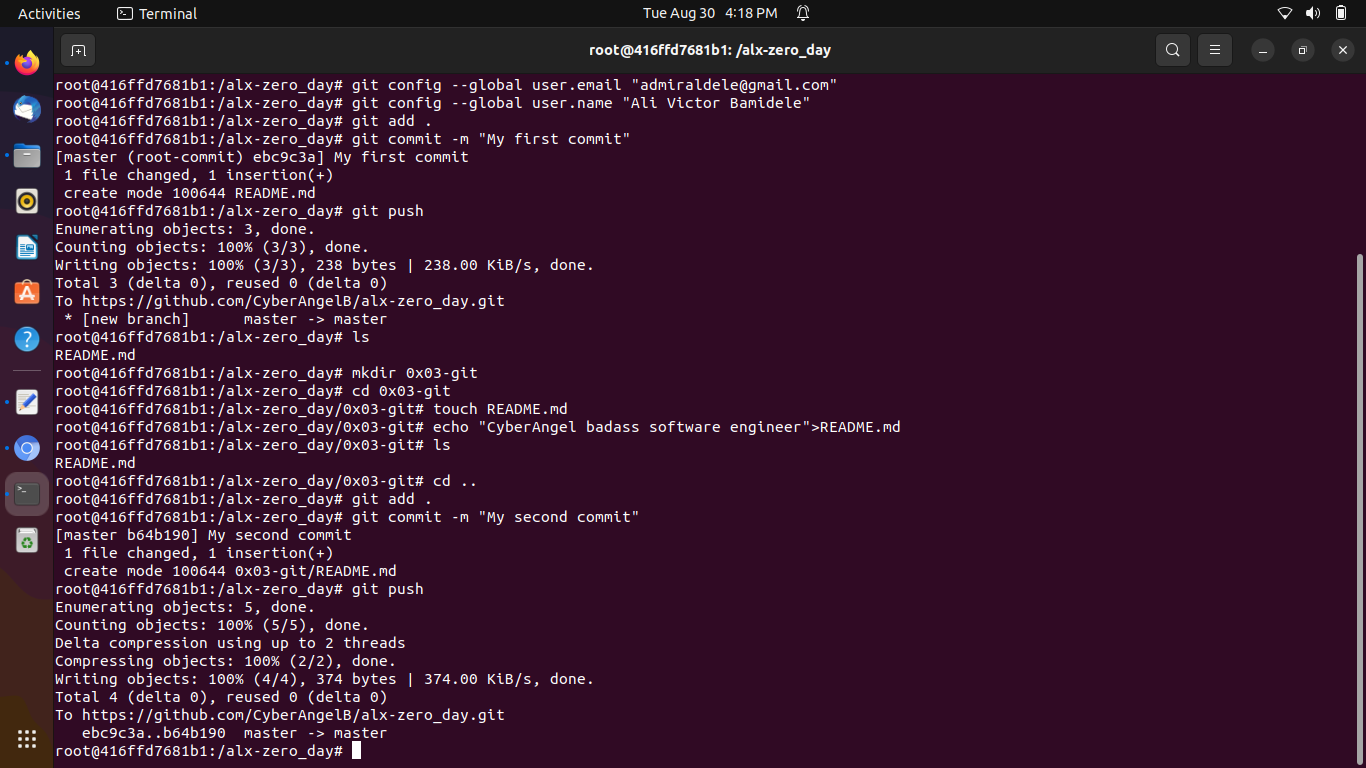 Activities Terminal Tue Aug 30 4:18 PM
root@416ffd7681b1: /alx-zero_day
root@416ffd7681b1:/alx-zero_day# git config --global user.email "admiraldele@gmail.com"
root@416ffd7681b1:/alx-zero_day# git config --global user.name "Ali Victor Bamidele"
root@416ffd7681b1:/alx-zero_day# git add .
root@416ffd7681b1:/alx-zero_day# git commit -m "My first commit"
[master (root-commit) ebc9c3a] My first commit
 1 file changed, 1 insertion(+)
 create mode 100644 README.md
root@416ffd7681b1:/alx-zero_day# git push
Enumerating objects: 3, done.
Counting objects: 100% (3/3), done.
Writing objects: 100% (3/3), 238 bytes | 238.00 KiB/s, done.
Total 3 (delta 0), reused 0 (delta 0)
To https://github.com/CyberAngelB/alx-zero_day.git
 * [new branch]      master -> master
root@416ffd7681b1:/alx-zero_day# ls
README.md
root@416ffd7681b1:/alx-zero_day# mkdir 0x03-git
root@416ffd7681b1:/alx-zero_day# cd 0x03-git
root@416ffd7681b1:/alx-zero_day/0x03-git# touch README.md
root@416ffd7681b1:/alx-zero_day/0x03-git# echo "CyberAngel badass software engineer">README.md
root@416ffd7681b1:/alx-zero_day/0x03-git# ls
README.md
root@416ffd7681b1:/alx-zero_day/0x03-git# cd ..
root@416ffd7681b1:/alx-zero_day# git add .
root@416ffd7681b1:/alx-zero_day# git commit -m "My second commit"
[master b64b190] My second commit
 1 file changed, 1 insertion(+)
 create mode 100644 0x03-git/README.md
root@416ffd7681b1:/alx-zero_day# git push
Enumerating objects: 5, done.
Counting objects: 100% (5/5), done.
Delta compression using up to 2 threads
Compressing objects: 100% (2/2), done.
Writing objects: 100% (4/4), 374 bytes | 374.00 KiB/s, done.
Total 4 (delta 0), reused 0 (delta 0)
To https://github.com/CyberAngelB/alx-zero_day.git
   ebc9c3a..b64b190  master -> master
root@416ffd7681b1:/alx-zero_day#